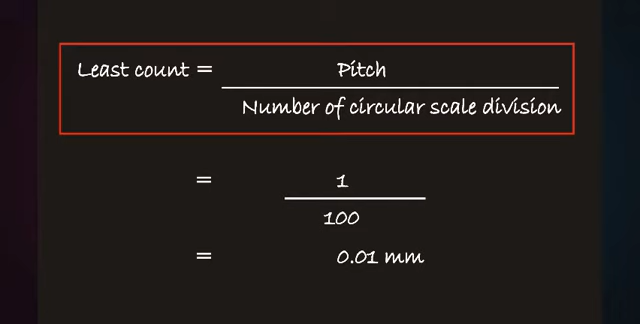 Least count = Pitch
Number of circular scale division
= 1
100
= 0.01 mm